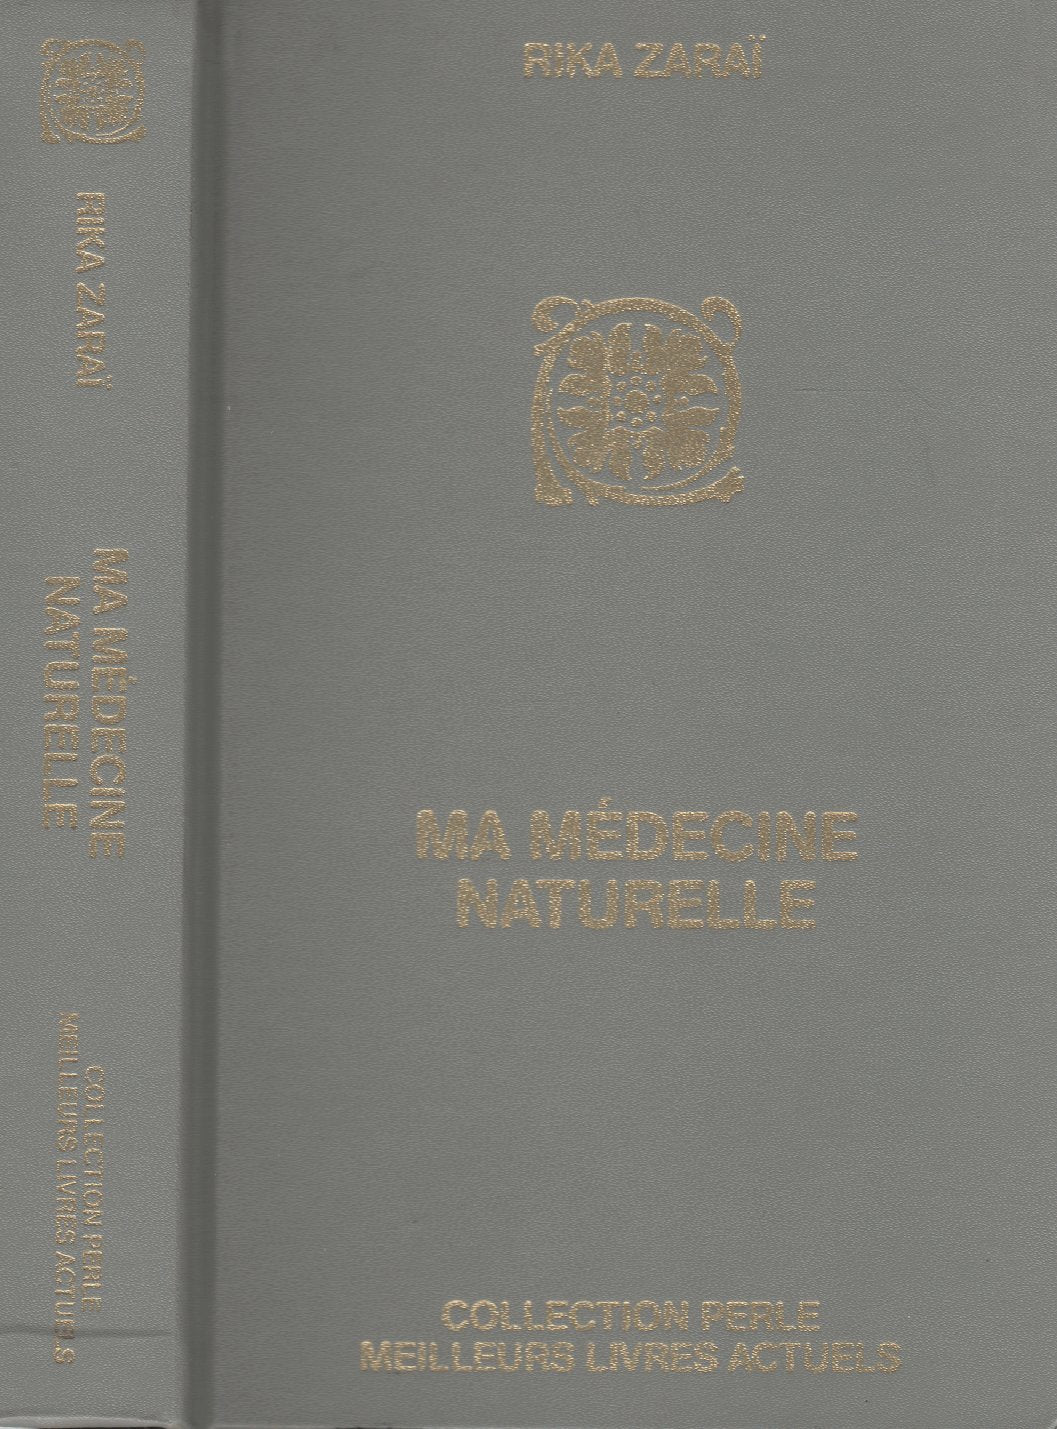 RIKA ZARAÏ
MA MÉDECINE
NATURELLE
COLLECTION PERLE
MEILLEURS LIVRES ACTUELS
RIKA ZARAÏ
MA MÉDECINE
NATURELLE
COLLECTION PERLE
MEILLEURS LIVRES ACTUELS